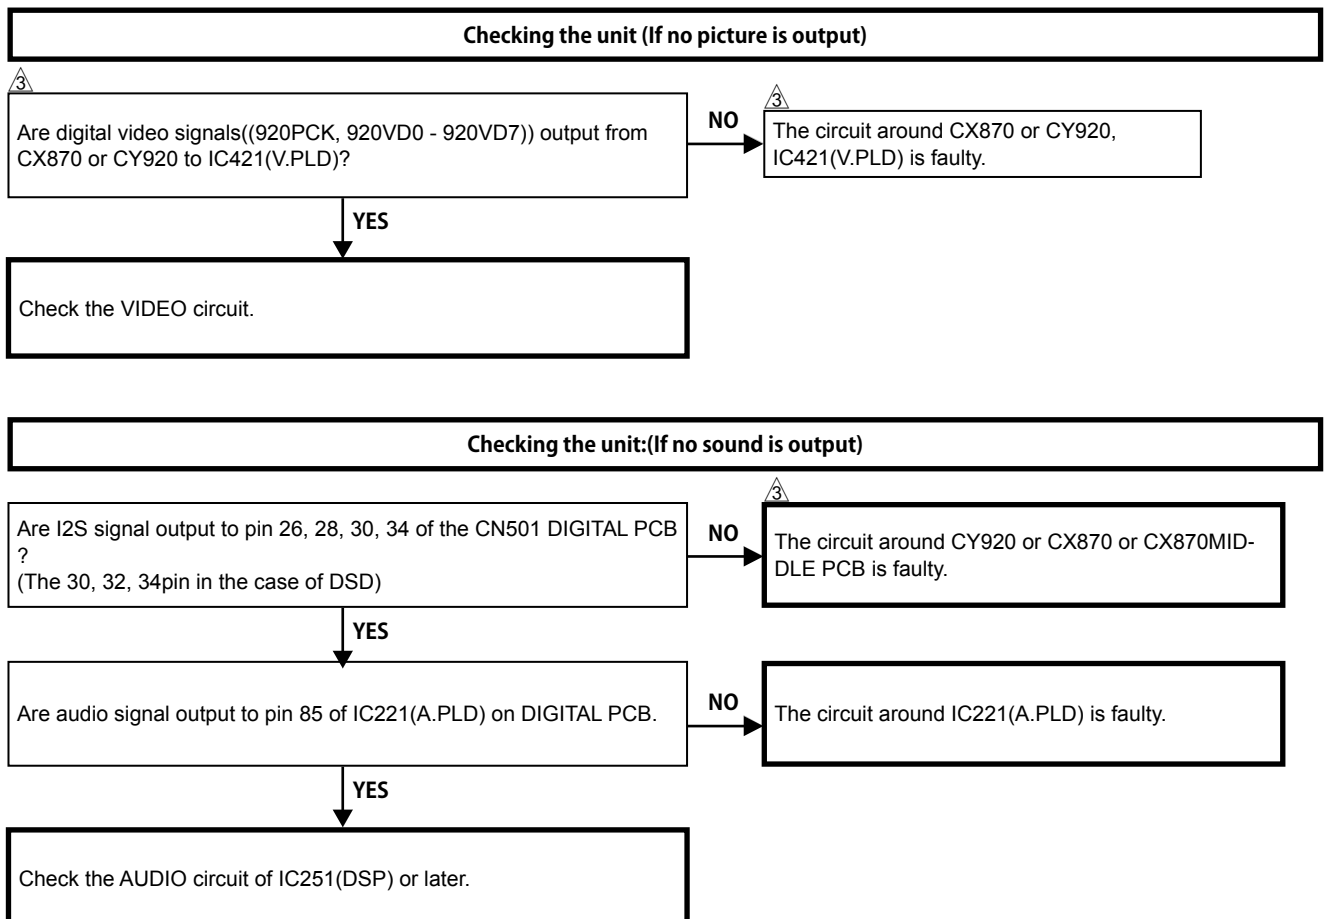 Checking the unit (If no picture is output)
3
3
Are digital video signals((920PCK, 920VD0 - 920VD7)) output from
CX870 or CY920 to IC421(V.PLD)?
NO
The circuit around CX870 or CY920,
IC421(V.PLD) is faulty.
YES
Check the VIDEO circuit.
Checking the unit:(If no sound is output)
3
Are I2S signal output to pin 26, 28, 30, 34 of the CN501 DIGITAL PCB
?
(The 30, 32, 34pin in the case of DSD)
NO
The circuit around CY920 or CX870 or CX870MID-
DLE PCB is faulty.
YES
Are audio signal output to pin 85 of IC221(A.PLD) on DIGITAL PCB.
NO
The circuit around IC221(A.PLD) is faulty.
YES
Check the AUDIO circuit of IC251(DSP) or later.